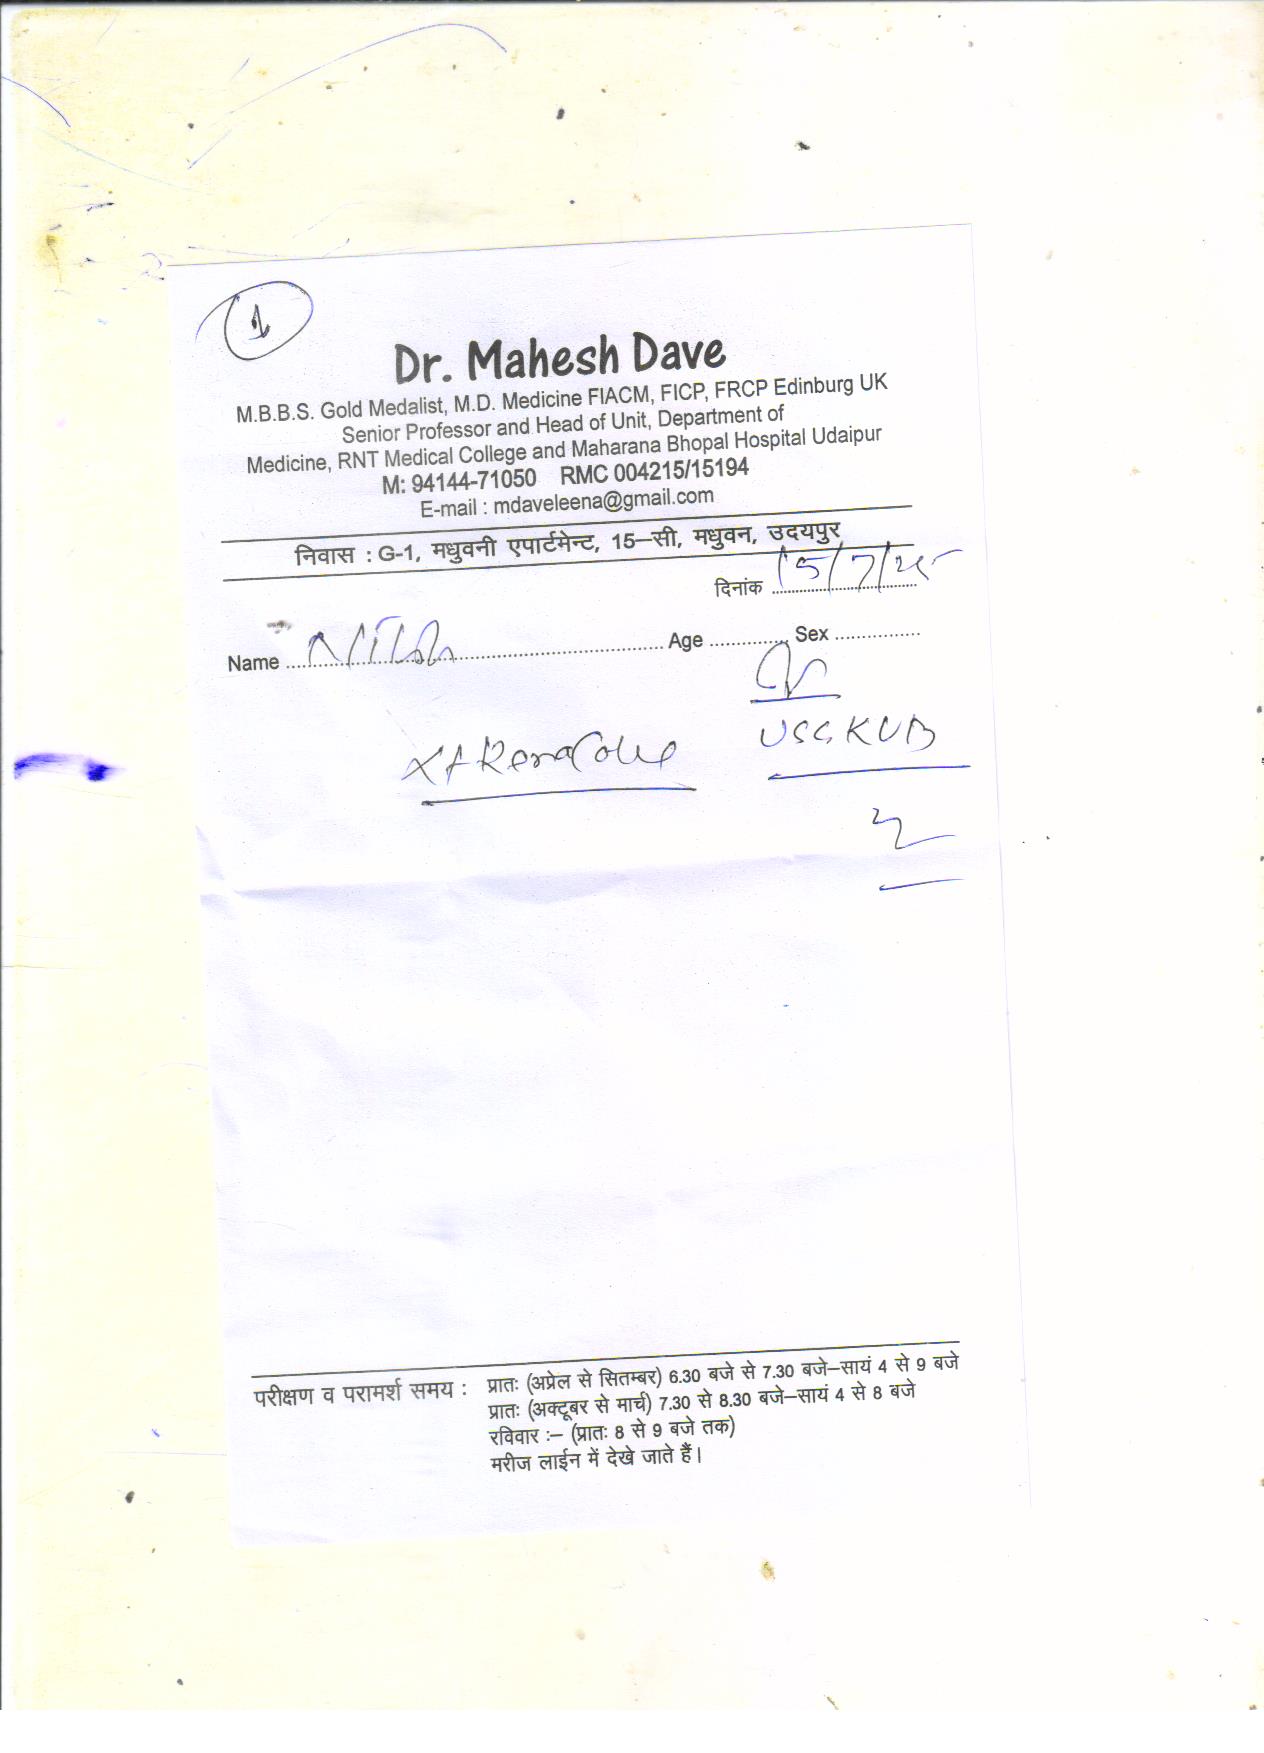 1
Dr. Mahesh Dave
M.B.B.S. Gold Medalist, M.D. Medicine FIACM, FICP, FRCP Edinburg UK
Senior Professor and Head of Unit, Department of
Medicine, RNT Medical College and Maharana Bhopal Hospital Udaipur
M: 94144-71050 RMC 004215/15194
E-mail : mdaveleena@gmail.com
निवास : G-1, मधुवनी एपार्टमेन्ट, 15–सी, मधुवन, उदयपुर
दिनांक 15/7/25
Name ........ Age ........ Sex ........
Renal Colic
USG KUB
परीक्षण व परामर्श समय : प्रातः (अप्रेल से सितम्बर) 6.30 बजे से 7.30 बजे–सायं 4 से 9 बजे
प्रातः (अक्टूबर से मार्च) 7.30 से 8.30 बजे–सायं 4 से 8 बजे
रविवार :– (प्रातः 8 से 9 बजे तक)
मरीज लाईन में देखे जाते हैं।